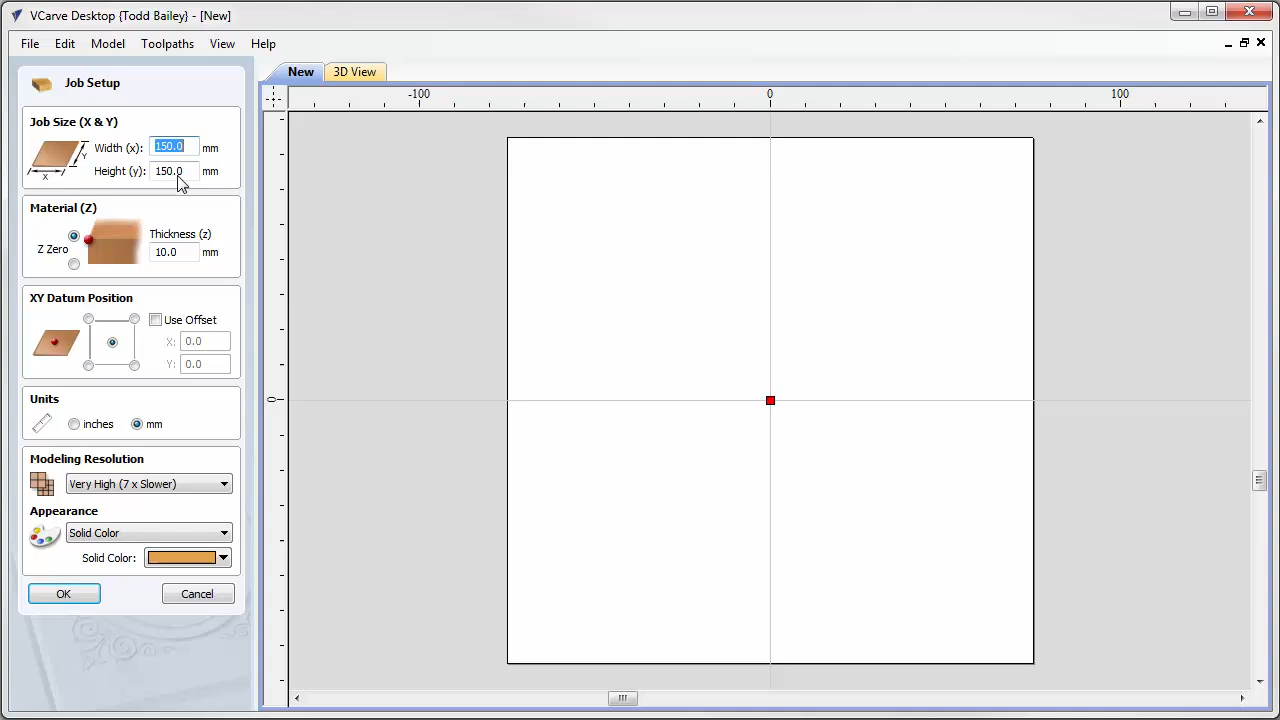 VCarve Desktop {Todd Bailey} - [New]
File Edit Model Toolpaths View Help
New 3D View
Job Setup
-100 0 100
Job Size (X & Y)
Width (x): 150.0 mm
Y
Height (y): 150.0 mm
X
Material (Z)
Thickness (z)
Z Zero
10.0 mm
XY Datum Position
Use Offset
X: 0.0
Y: 0.0
0
Units
inches mm
Modeling Resolution
Very High (7 x Slower)
Appearance
Solid Color
Solid Color:
OK Cancel